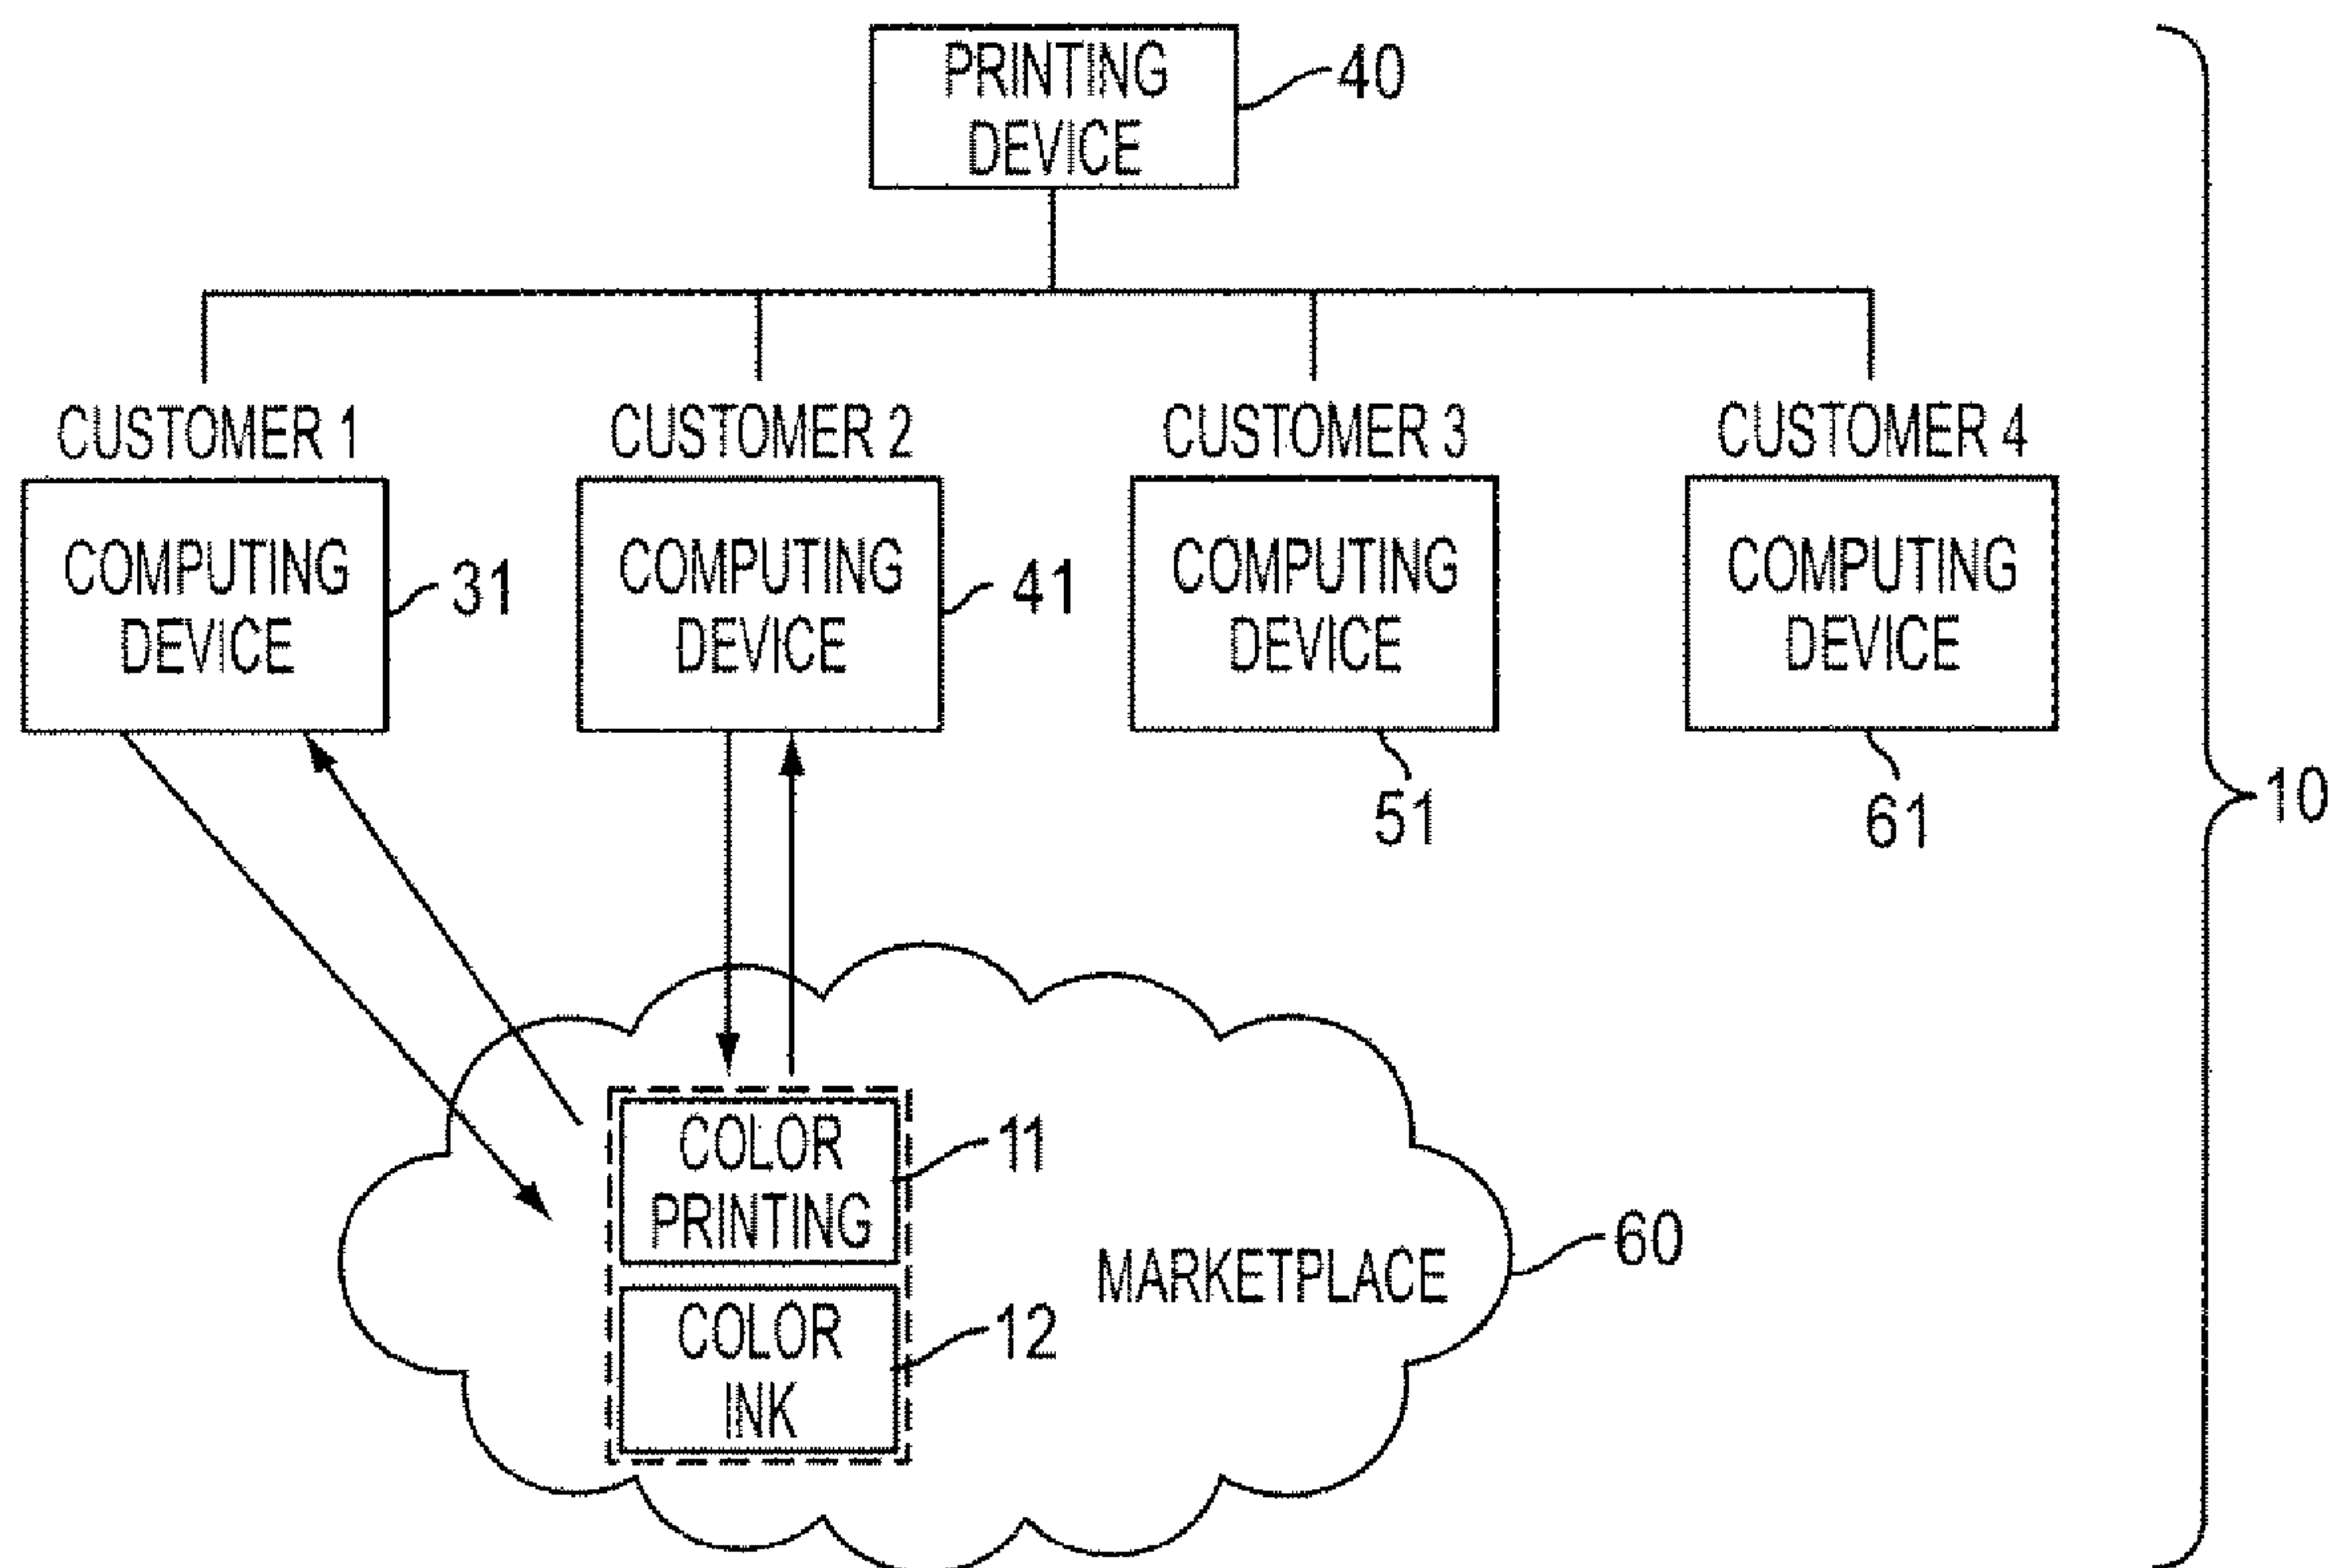 PRINTING
DEVICE
40
CUSTOMER 1
CUSTOMER 2
CUSTOMER 3
CUSTOMER 4
COMPUTING
DEVICE
31
COMPUTING
DEVICE
41
COMPUTING
DEVICE
51
COMPUTING
DEVICE
61
10
COLOR
PRINTING
11
COLOR
INK
12
MARKETPLACE
60